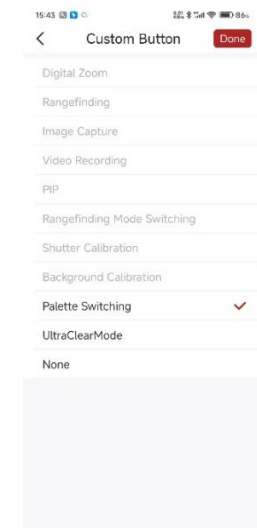 15:43 86%
Custom Button Done
Digital Zoom
Rangefinding
Image Capture
Video Recording
PIP
Rangefinding Mode Switching
Shutter Calibration
Background Calibration
Palette Switching
UltraClearMode
None